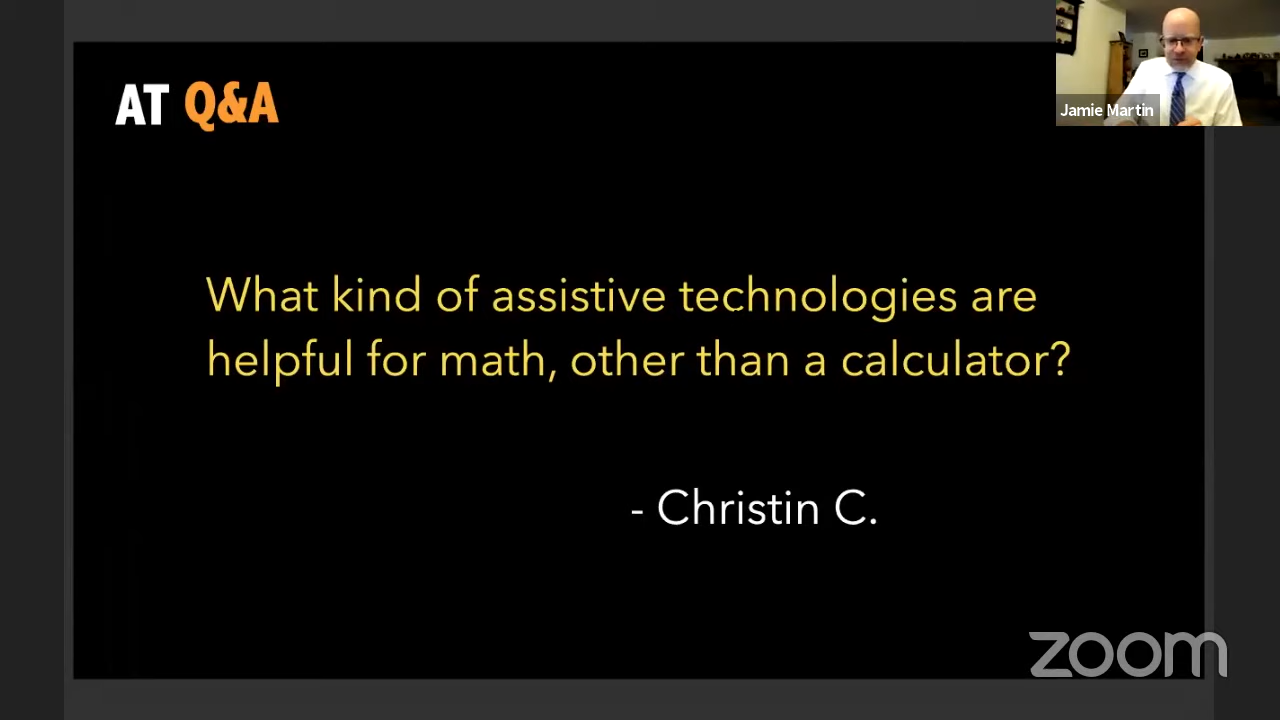 AT Q&A
Jamie Martin
What kind of assistive technologies are
helpful for math, other than a calculator?
- Christin C.
zoom